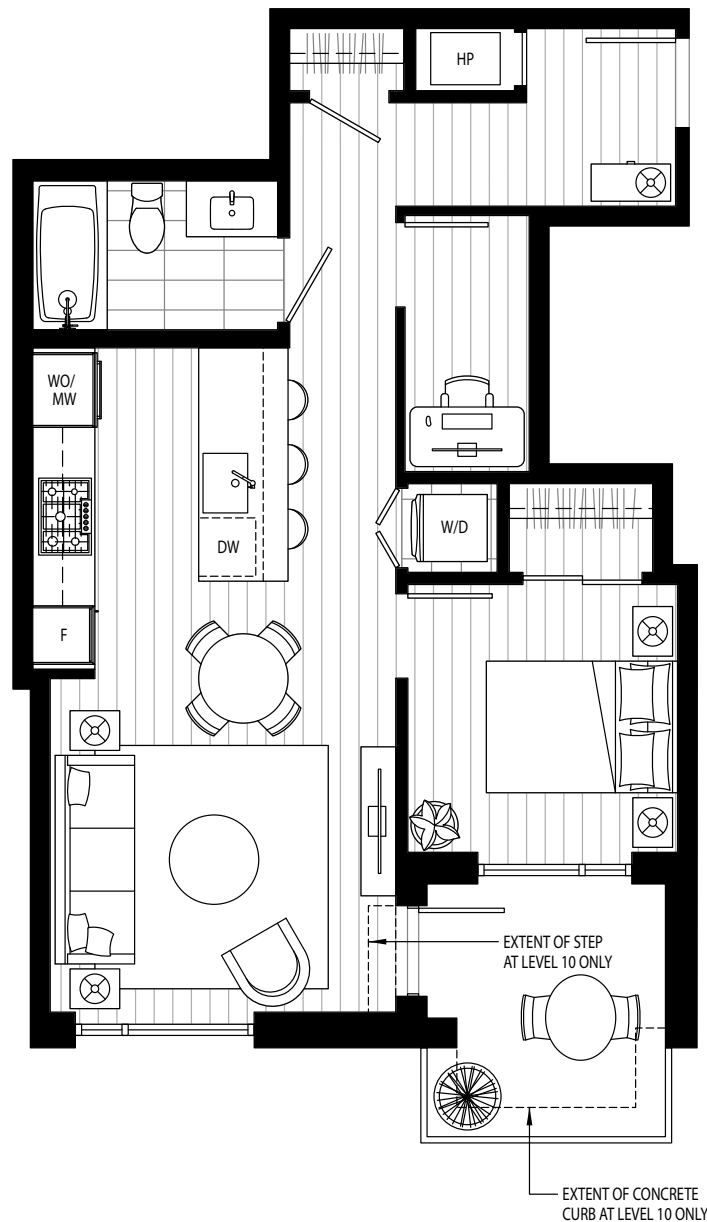 HP
WO/
MW
W/D
DW
F
EXTENT OF STEP
AT LEVEL 10 ONLY
EXTENT OF CONCRETE
CURB AT LEVEL 10 ONLY